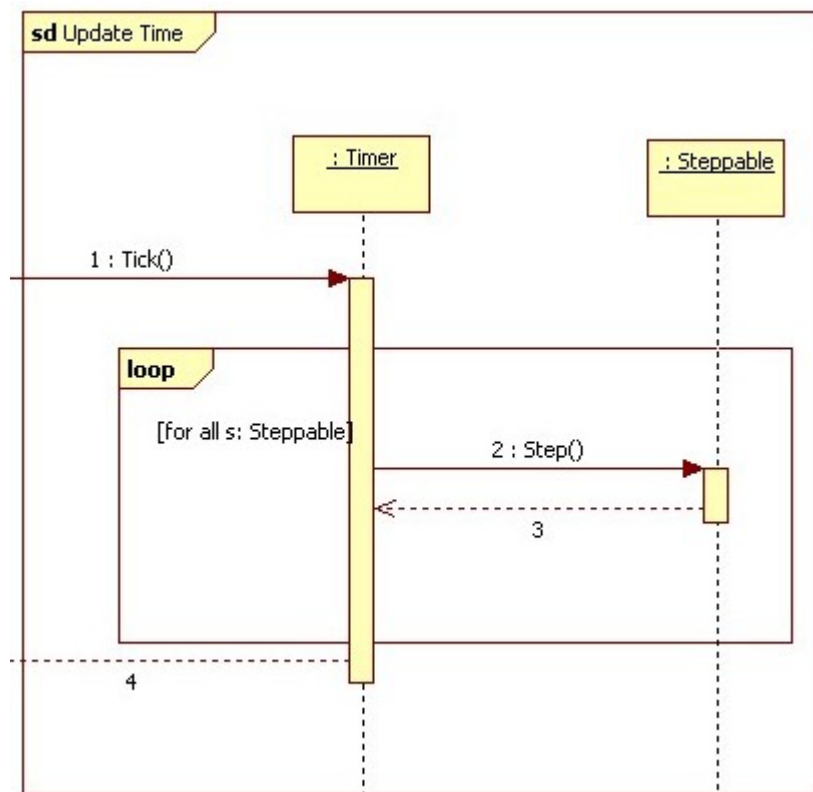 sd Update Time
: Timer
: Steppable
1 : Tick()
loop
[for all s: Steppable]
2 : Step()
3
4